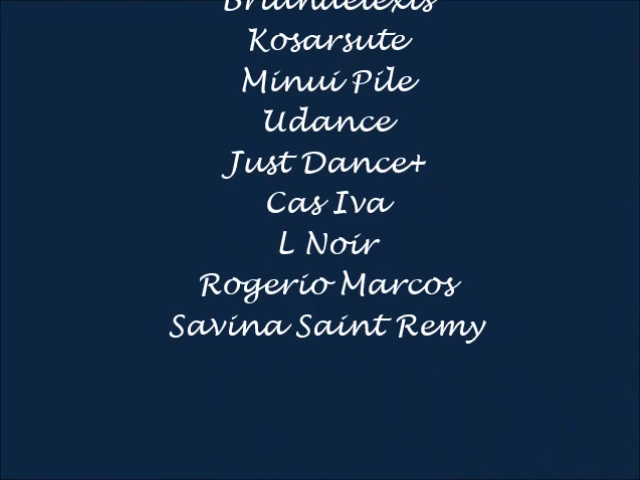 Kosarsute
Minui Pile
Udance
Just Dance+
Cas Iva
L Noir
Rogerio Marcos
Savina Saint Remy